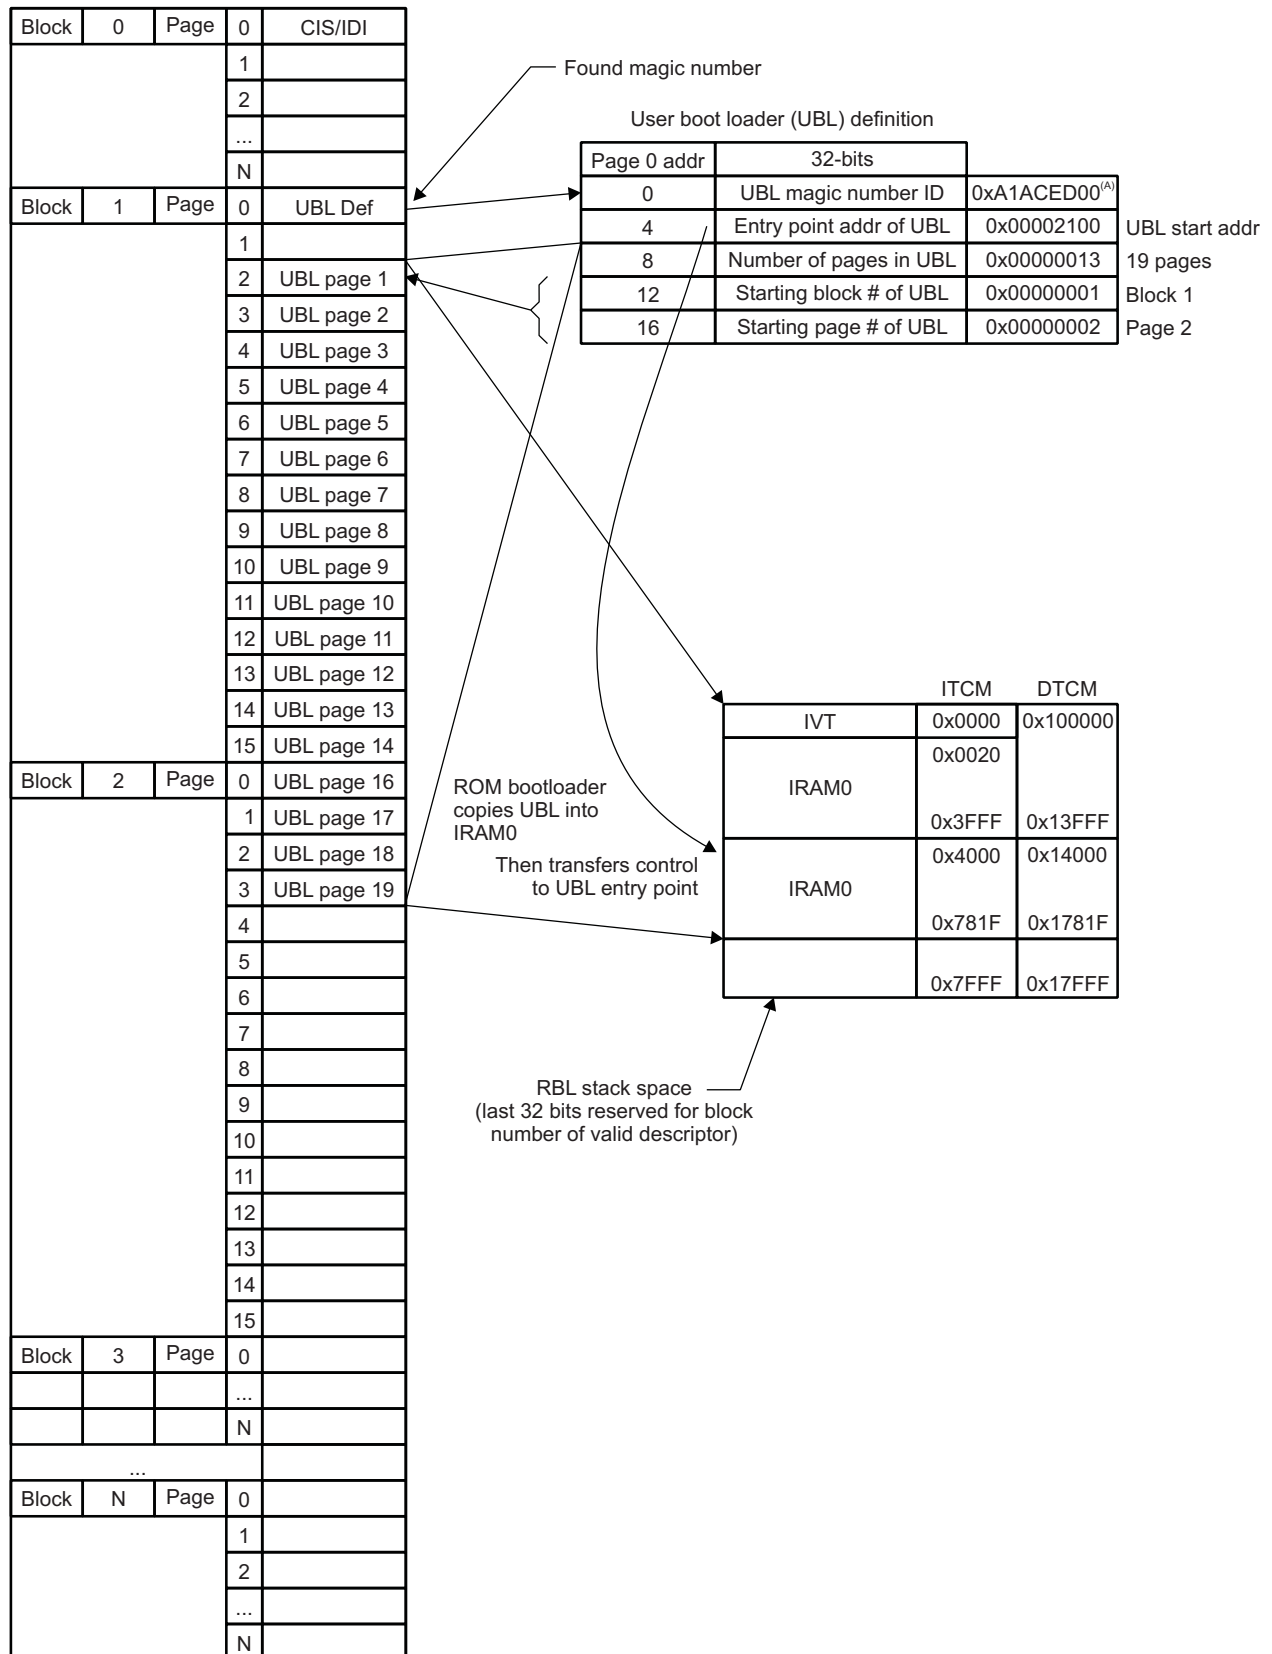 Block 0 Page 0 CIS/IDI
1
2
...
N
Block 1 Page 0 UBL Def
1
2 UBL page 1
3 UBL page 2
4 UBL page 3
5 UBL page 4
6 UBL page 5
7 UBL page 6
8 UBL page 7
9 UBL page 8
10 UBL page 9
11 UBL page 10
12 UBL page 11
13 UBL page 12
14 UBL page 13
15 UBL page 14
Block 2 Page 0 UBL page 16
1 UBL page 17
2 UBL page 18
3 UBL page 19
4
5
6
7
8
9
10
11
12
13
14
15
Block 3 Page 0
...
N
...
Block N Page 0
1
2
...
N
Found magic number
User boot loader (UBL) definition
Page 0 addr 32-bits
0 UBL magic number ID 0xA1ACED00(A)
4 Entry point addr of UBL 0x00002100 UBL start addr
8 Number of pages in UBL 0x00000013 19 pages
12 Starting block # of UBL 0x00000001 Block 1
16 Starting page # of UBL 0x00000002 Page 2
ROM bootloader
copies UBL into
IRAM0
Then transfers control
to UBL entry point
ITCM DTCM
IVT 0x0000 0x100000
0x0020
IRAM0
0x3FFF 0x13FFF
0x4000 0x14000
IRAM0
0x781F 0x1781F
0x7FFF 0x17FFF
RBL stack space
(last 32 bits reserved for block
number of valid descriptor)